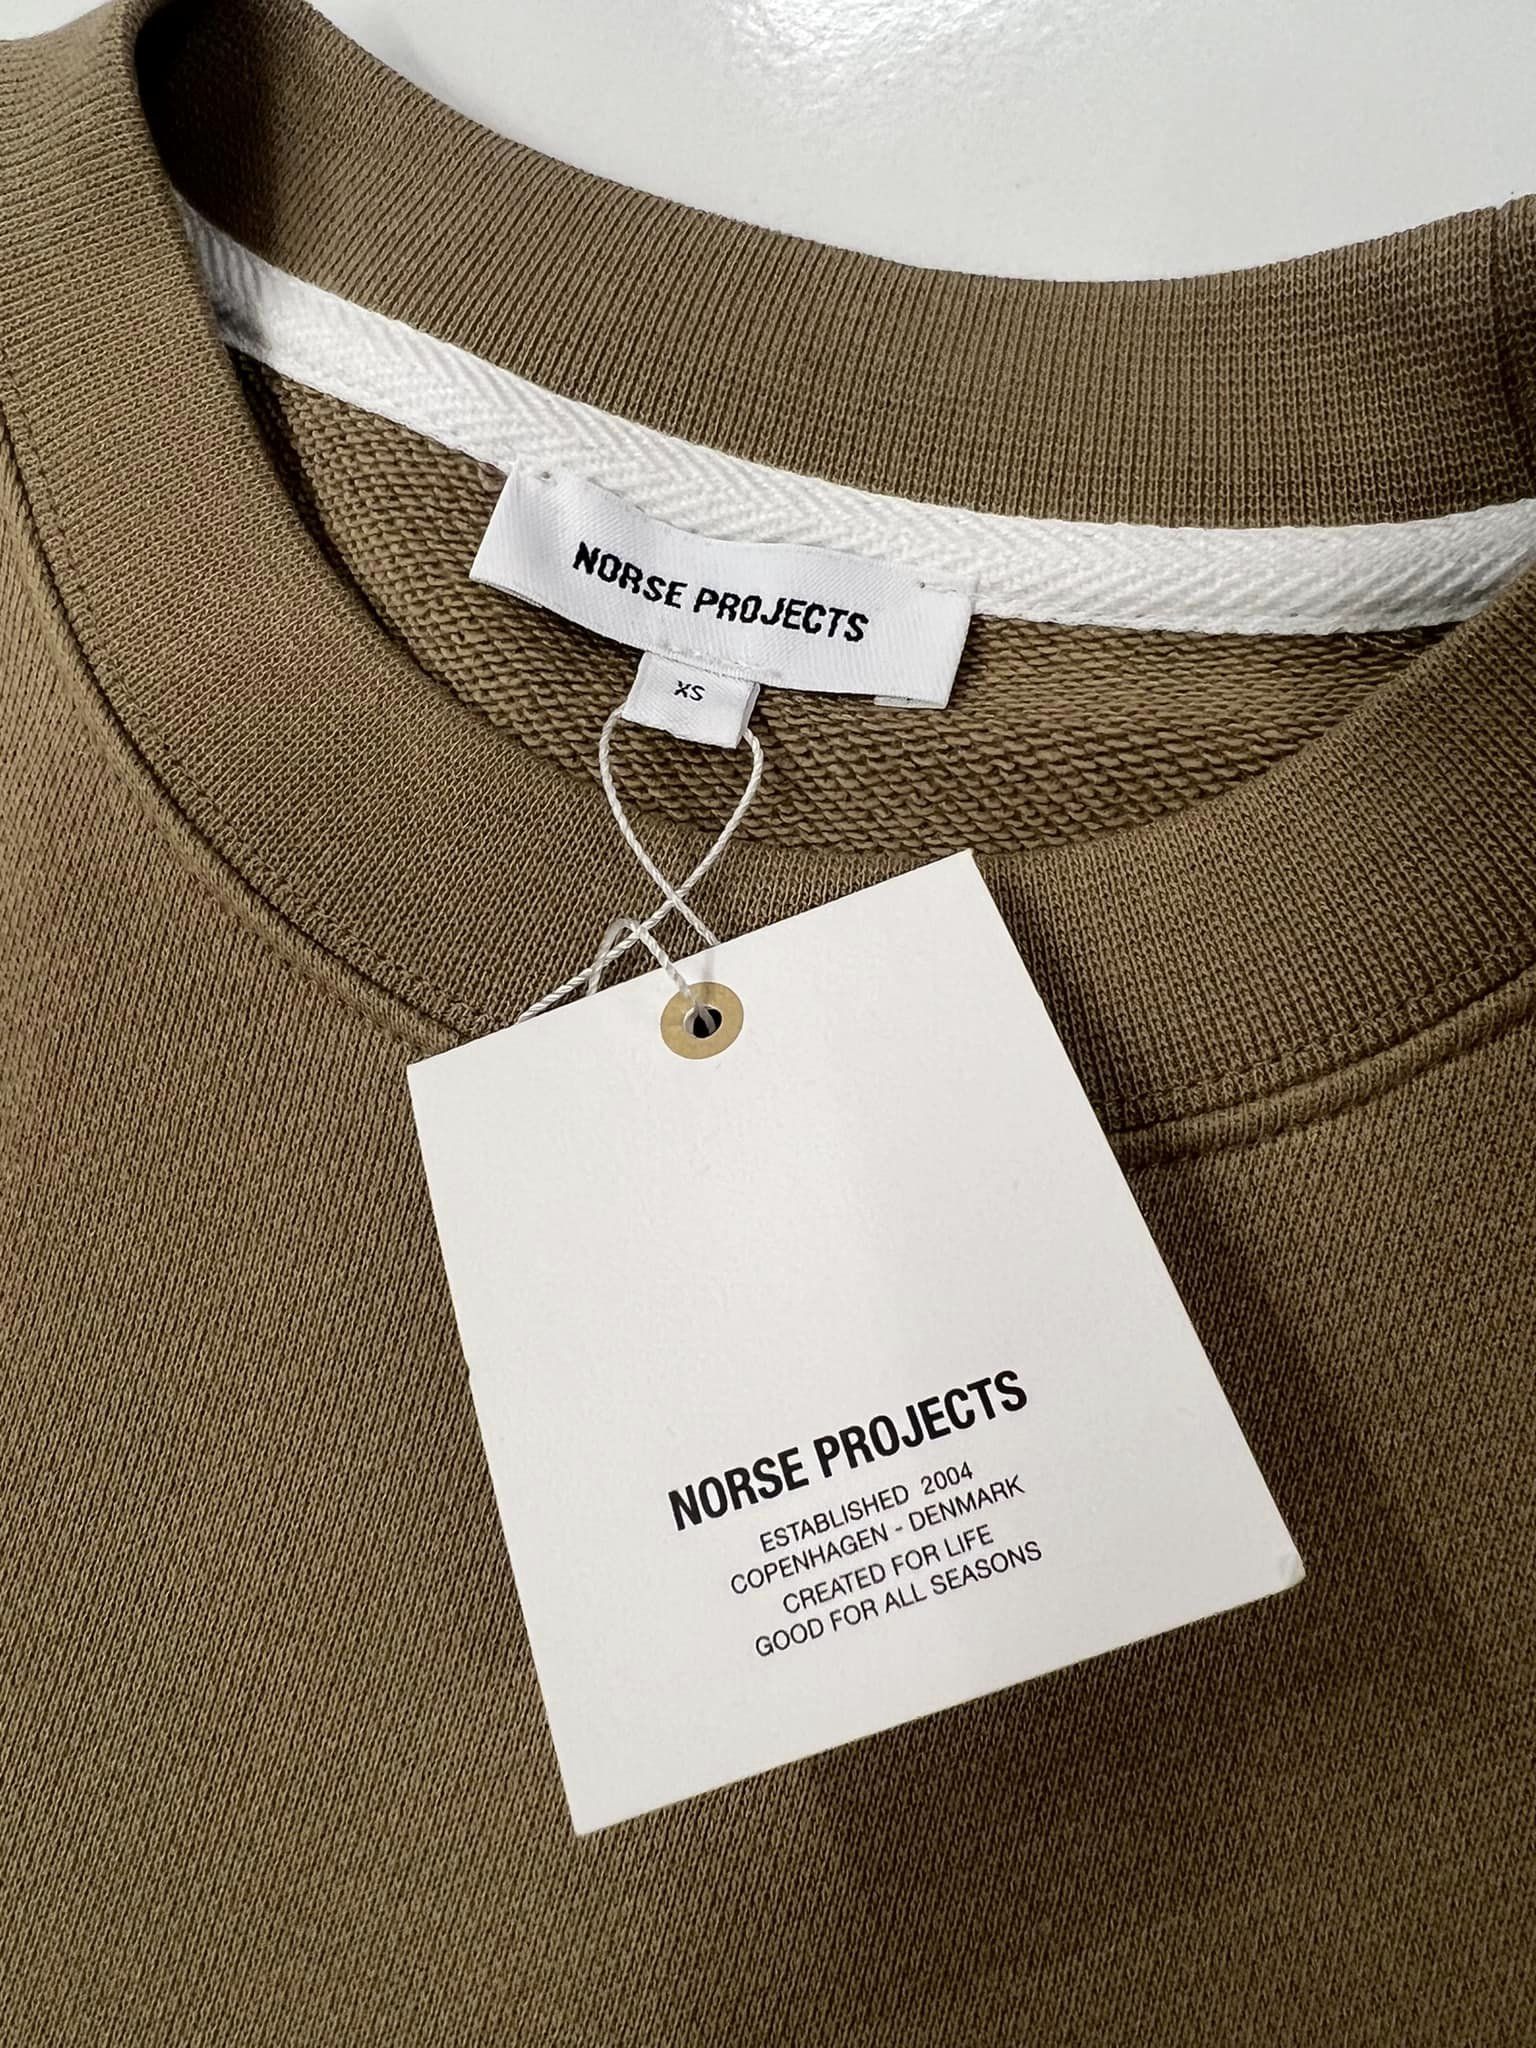 NORSE PROJECTS
XS
NORSE PROJECTS
ESTABLISHED 2004
COPENHAGEN - DENMARK
CREATED FOR LIFE
GOOD FOR ALL SEASONS